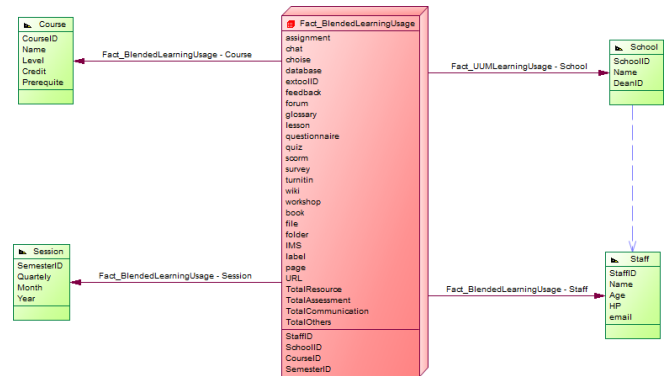 Course
CourseID
Name
Level
Credit
Prerequite
Fact_BlendedLearningUsage - Course
Fact_BlendedLearningUsage
assignment
chat
choise
database
extoolID
feedback
forum
glossary
lesson
questionnaire
quiz
scorm
survey
turnitin
wiki
workshop
book
file
folder
IMS
label
page
URL
TotalResource
TotalAssessment
TotalCommunication
TotalOthers
StaffID
SchoolID
CourseID
SemesterID
Fact_UUMLearningUsage - School
School
SchoolID
Name
DeanID
Session
SemesterID
Quartely
Month
Year
Fact_BlendedLearningUsage - Session
Fact_BlendedLearningUsage - Staff
Staff
StaffID
Name
Age
HP
email